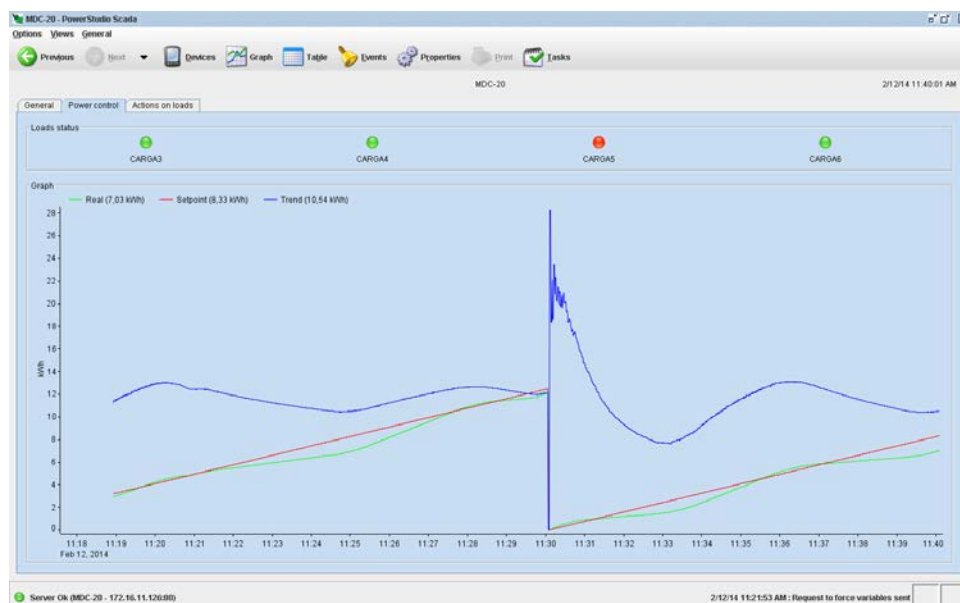 MDC-20 - PowerStudio Scada
Options Views General
Previous Next Devices Graph Table Events Properties Print Tasks
MDC-20 2/12/14 11:40:01 AM
General Power control Actions on loads
Loads status
CARGA3 CARGA4 CARGA5 CARGA6
Graph
Real (7,03 kWh) Setpoint (8,33 kWh) Trend (10,54 kWh)
28
26
24
22
20
18
16
14
12
10
8
6
4
2
0
kWh
11:18 11:19 11:20 11:21 11:22 11:23 11:24 11:25 11:26 11:27 11:28 11:29 11:30 11:31 11:32 11:33 11:34 11:35 11:36 11:37 11:38 11:39 11:40
Feb 12, 2014
Server Ok (MDC-20 - 172.16.11.126:80) 2/12/14 11:21:53 AM : Request to force variables sent